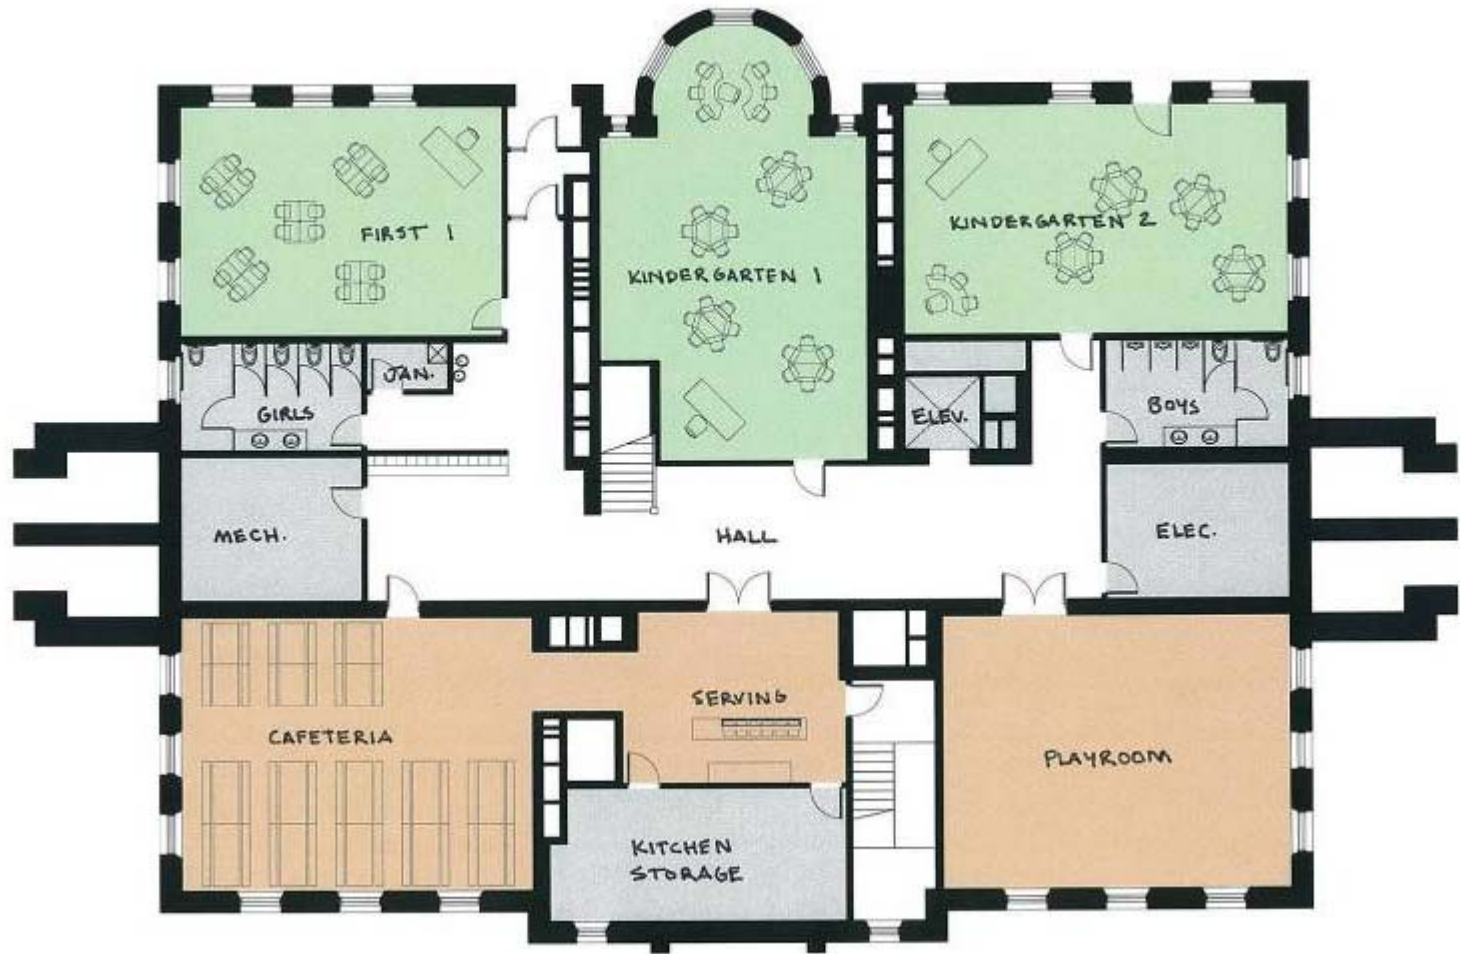 FIRST 1
KINDERGARTEN 1
KINDERGARTEN 2
JAN.
GIRLS
ELEV.
BOYS
MECH.
HALL
ELEC.
CAFETERIA
SERVING
PLAYROOM
KITCHEN
STORAGE